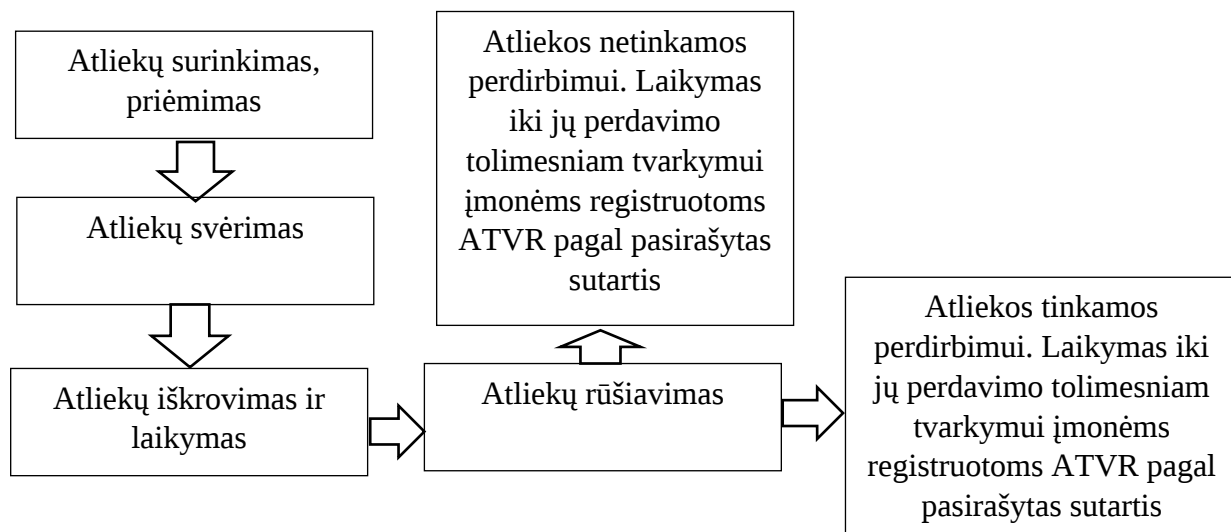 Atliekų surinkimas,
priėmimas
Atliekų svėrimas
Atliekų iškrovimas ir
laikymas
Atliekų rūšiavimas
Atliekos netinkamos
perdirbimui. Laikymas
iki jų perdavimo
tolimesniam tvarkymui
įmonėms registruotoms
ATVR pagal pasirašytas
sutartis
Atliekos tinkamos
perdirbimui. Laikymas iki
jų perdavimo tolimesniam
tvarkymui įmonėms
registruotoms ATVR pagal
pasirašytas sutartis